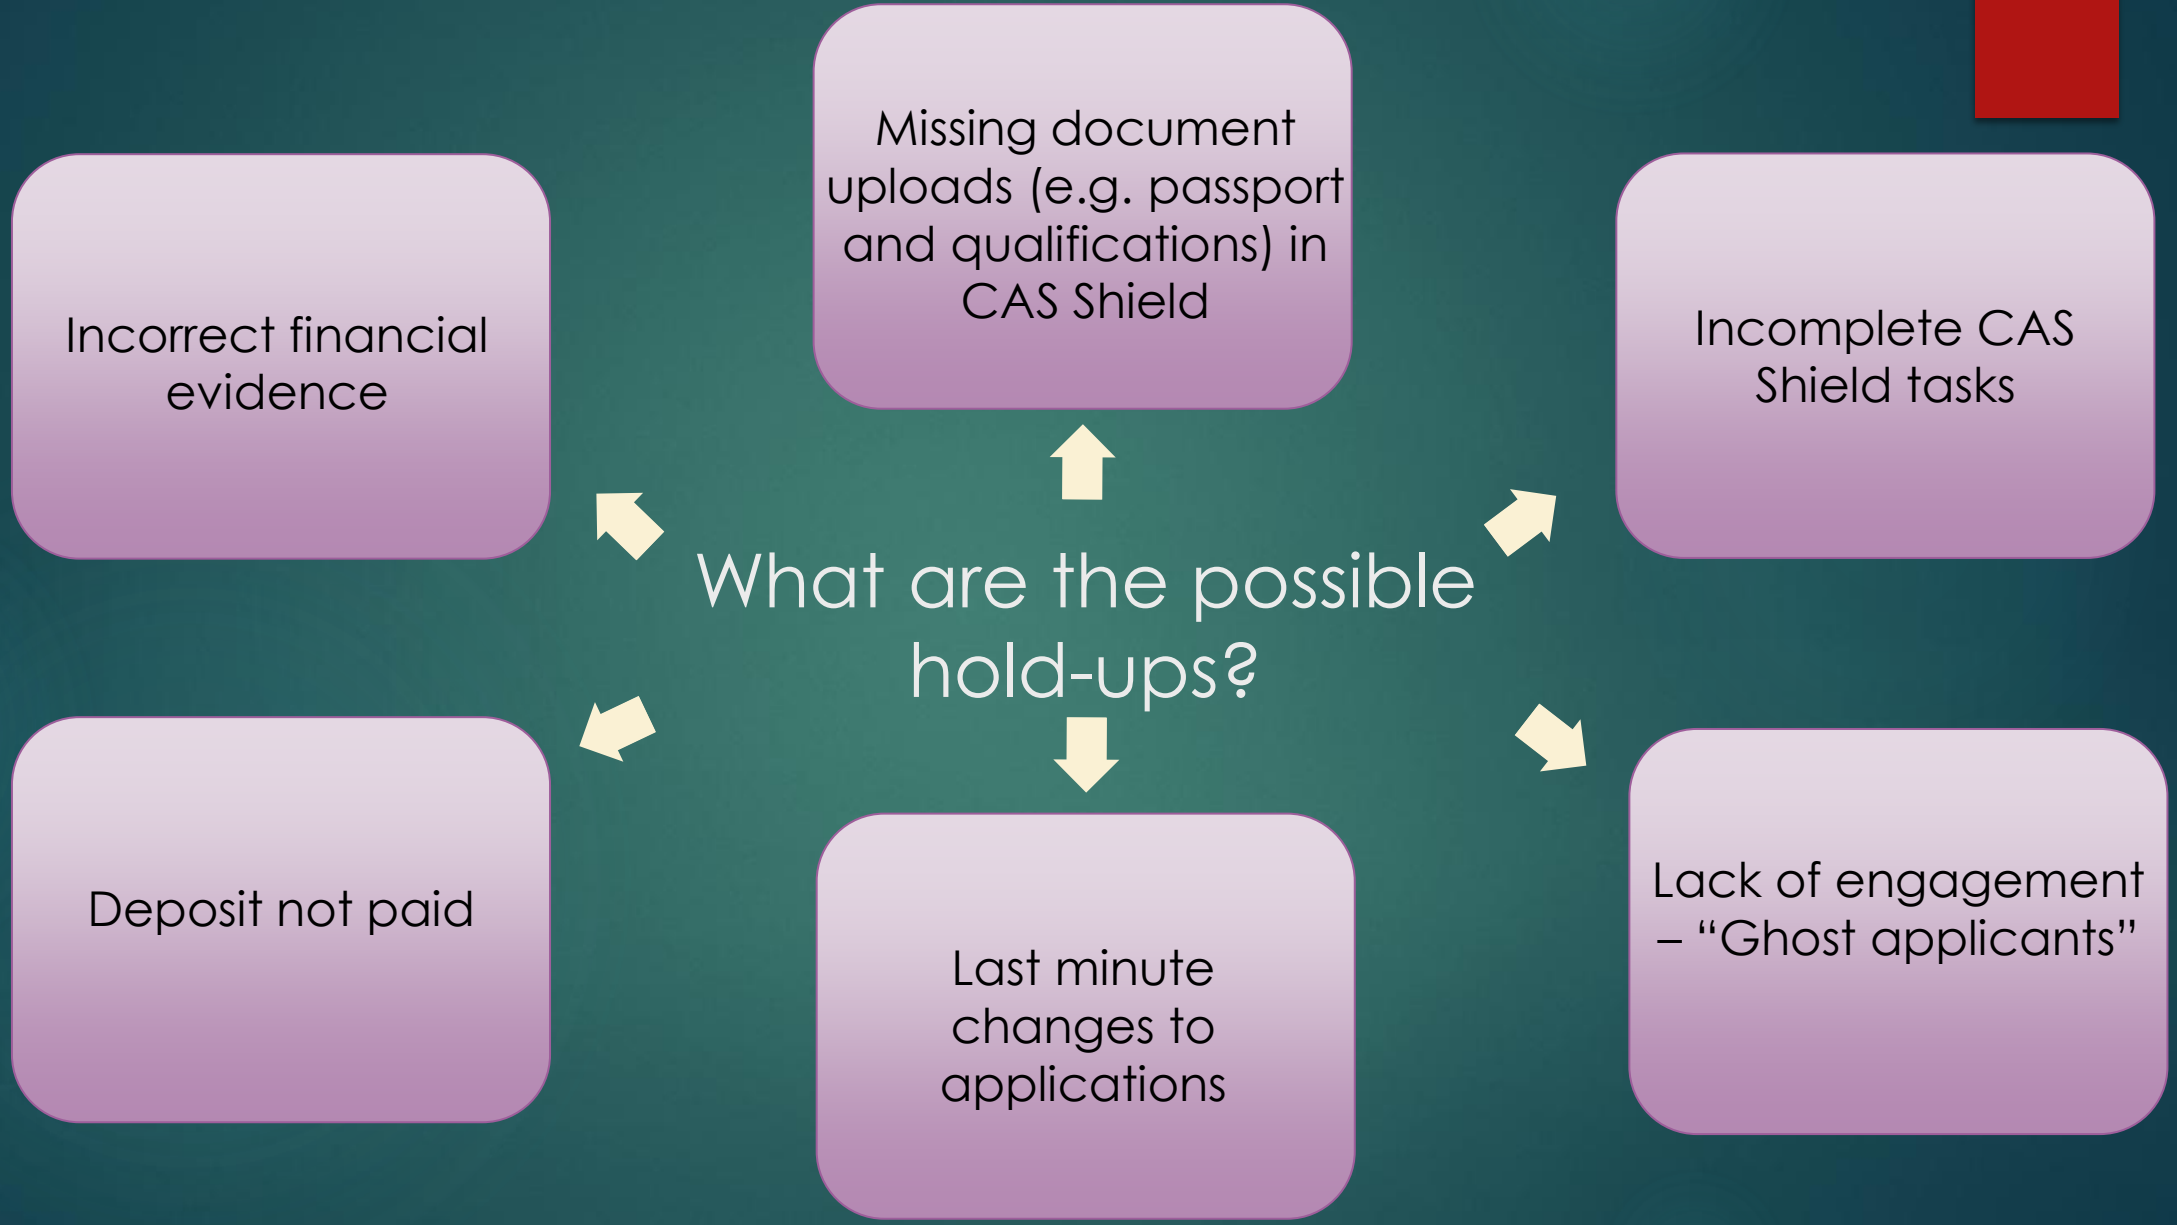 Missing document
uploads (e.g. passport
and qualifications) in
CAS Shield
Incorrect financial
evidence
Incomplete CAS
Shield tasks
What are the possible
hold-ups?
Deposit not paid
Last minute
changes to
applications
Lack of engagement
– “Ghost applicants”